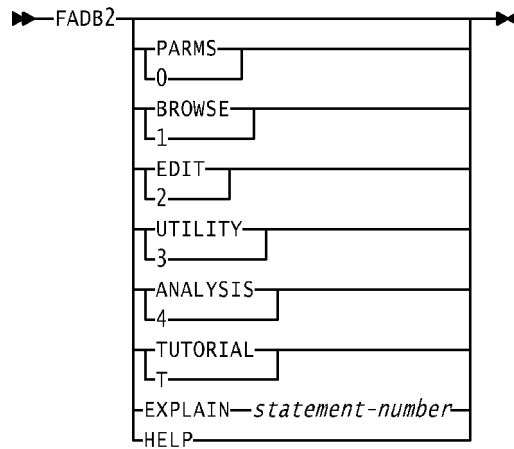 FADB2
PARMS
0
BROWSE
1
EDIT
2
UTILITY
3
ANALYSIS
4
TUTORIAL
T
EXPLAIN statement-number
HELP